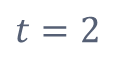 t = 2